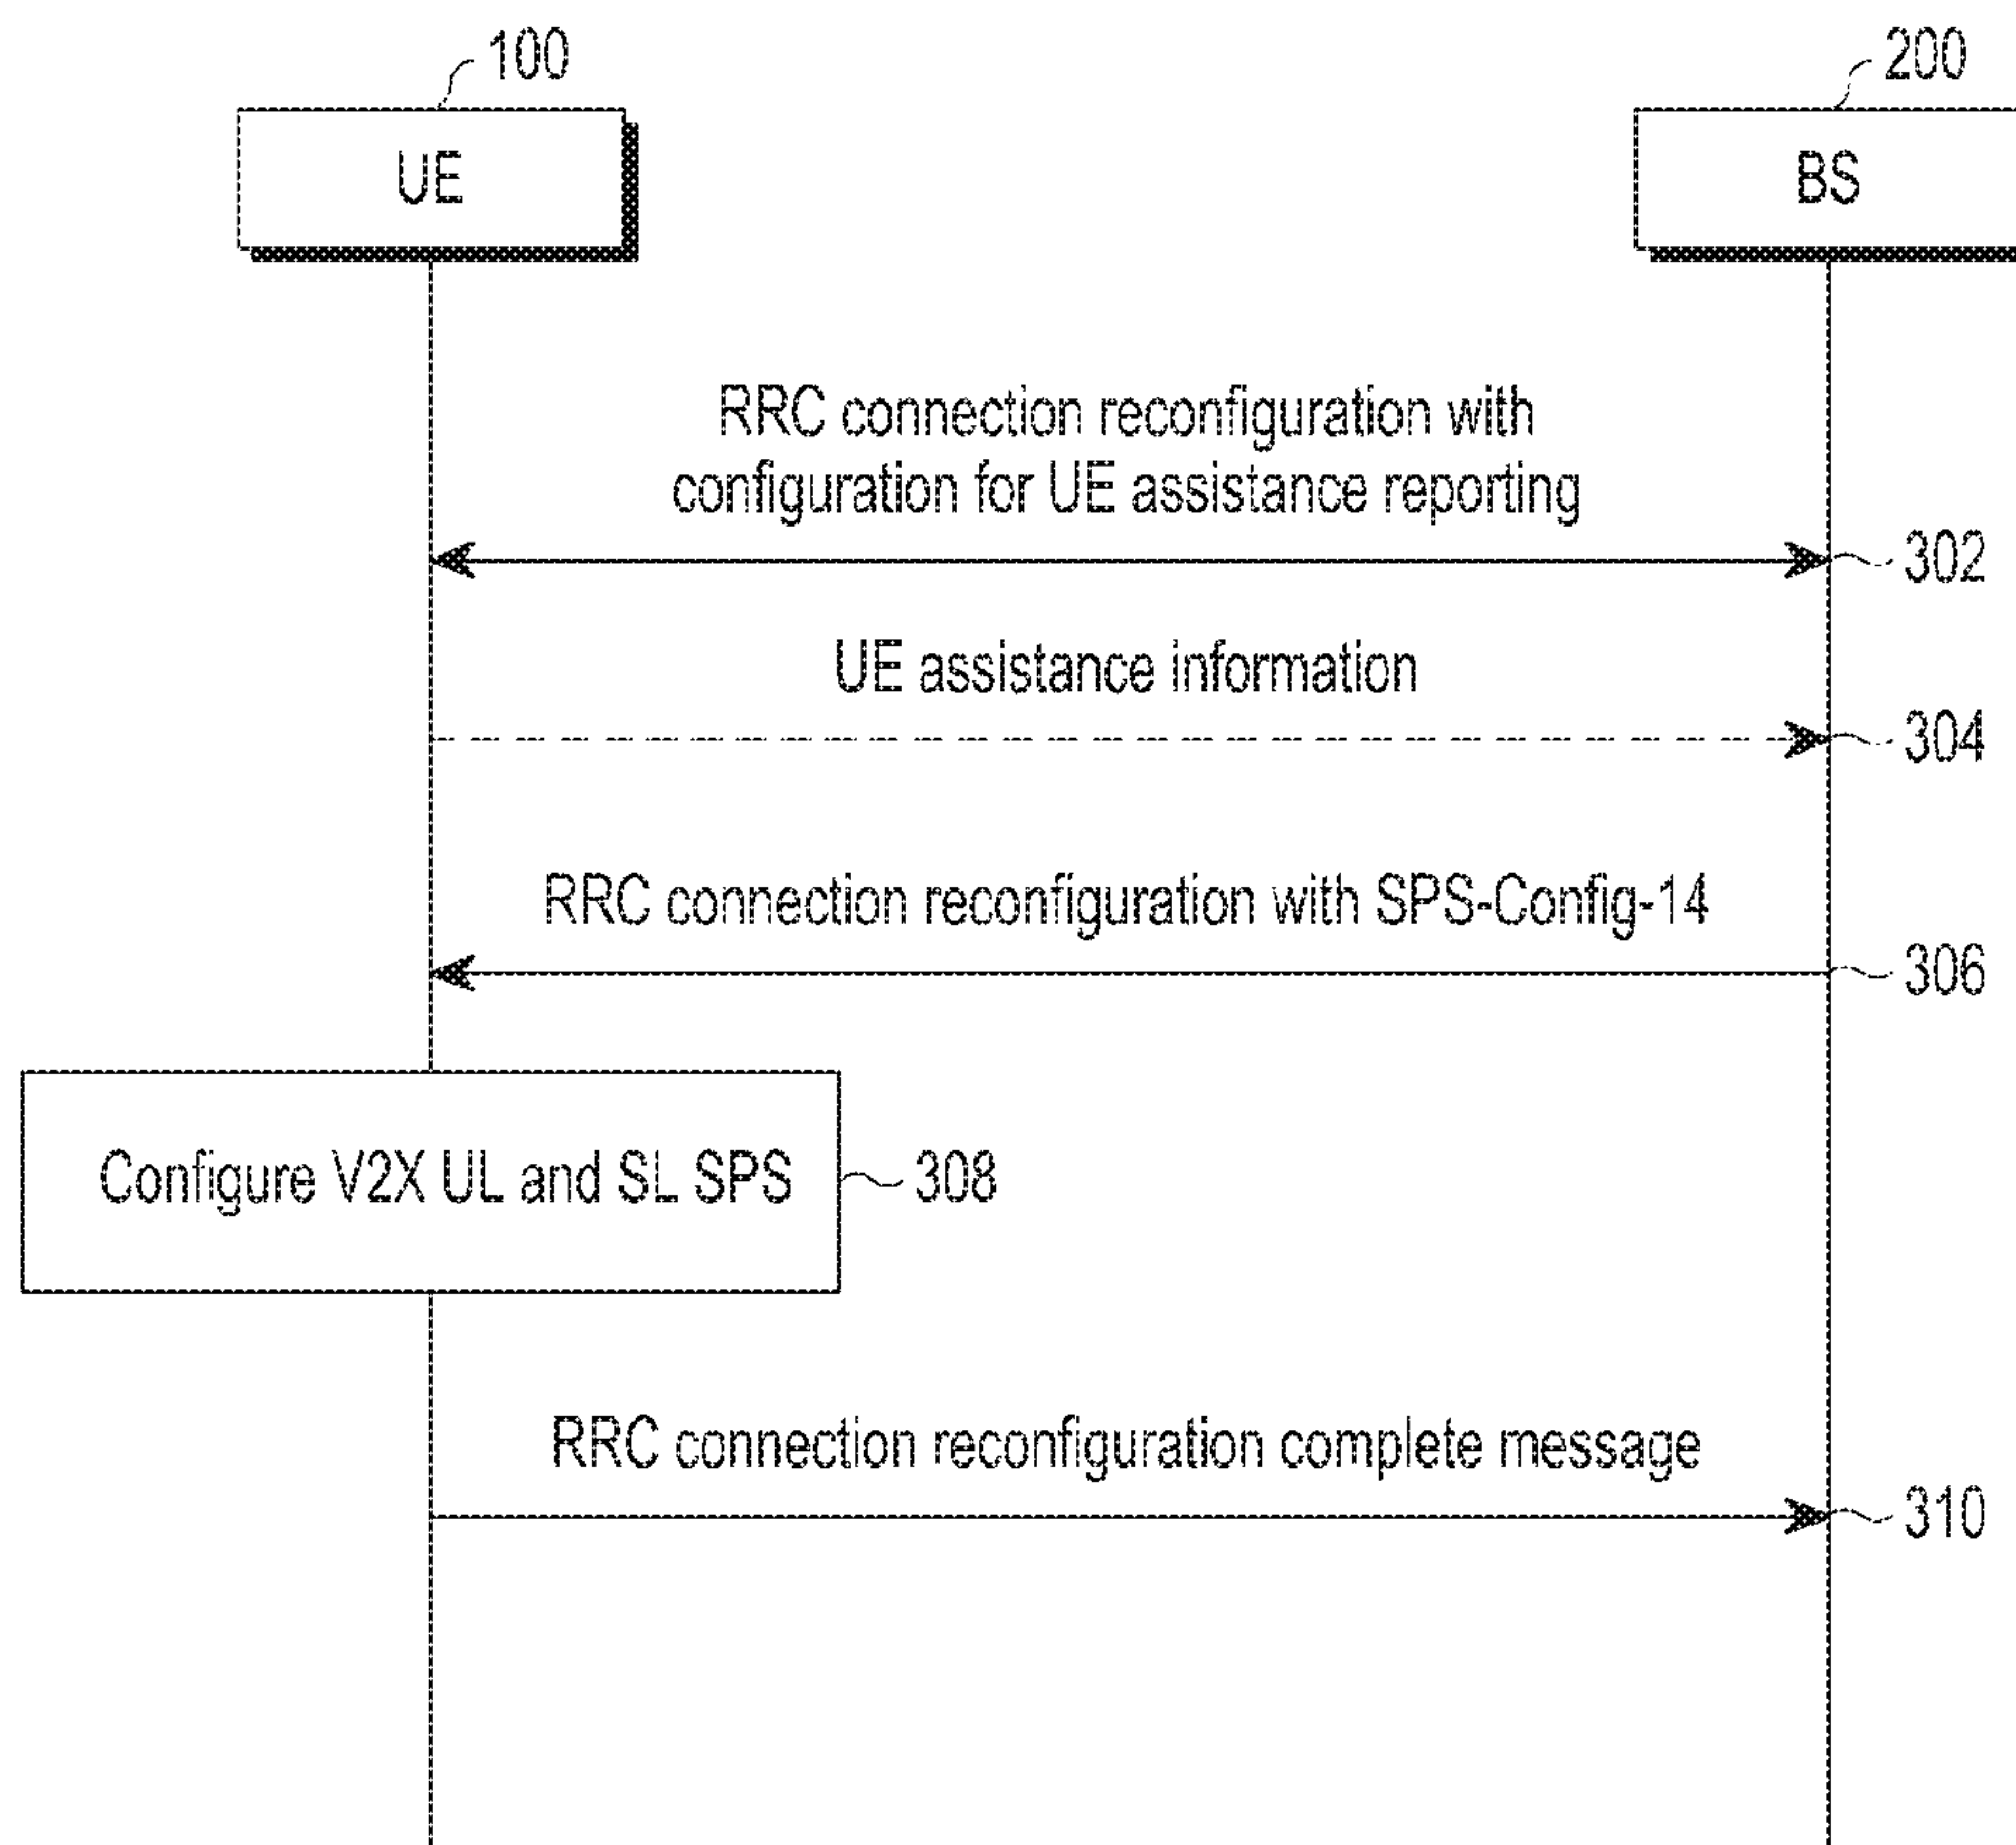 100
200
UE
BS
RRC connection reconfiguration with
configuration for UE assistance reporting
302
UE assistance information
304
RRC connection reconfiguration with SPS-Config-14
306
Configure V2X UL and SL SPS
308
RRC connection reconfiguration complete message
310